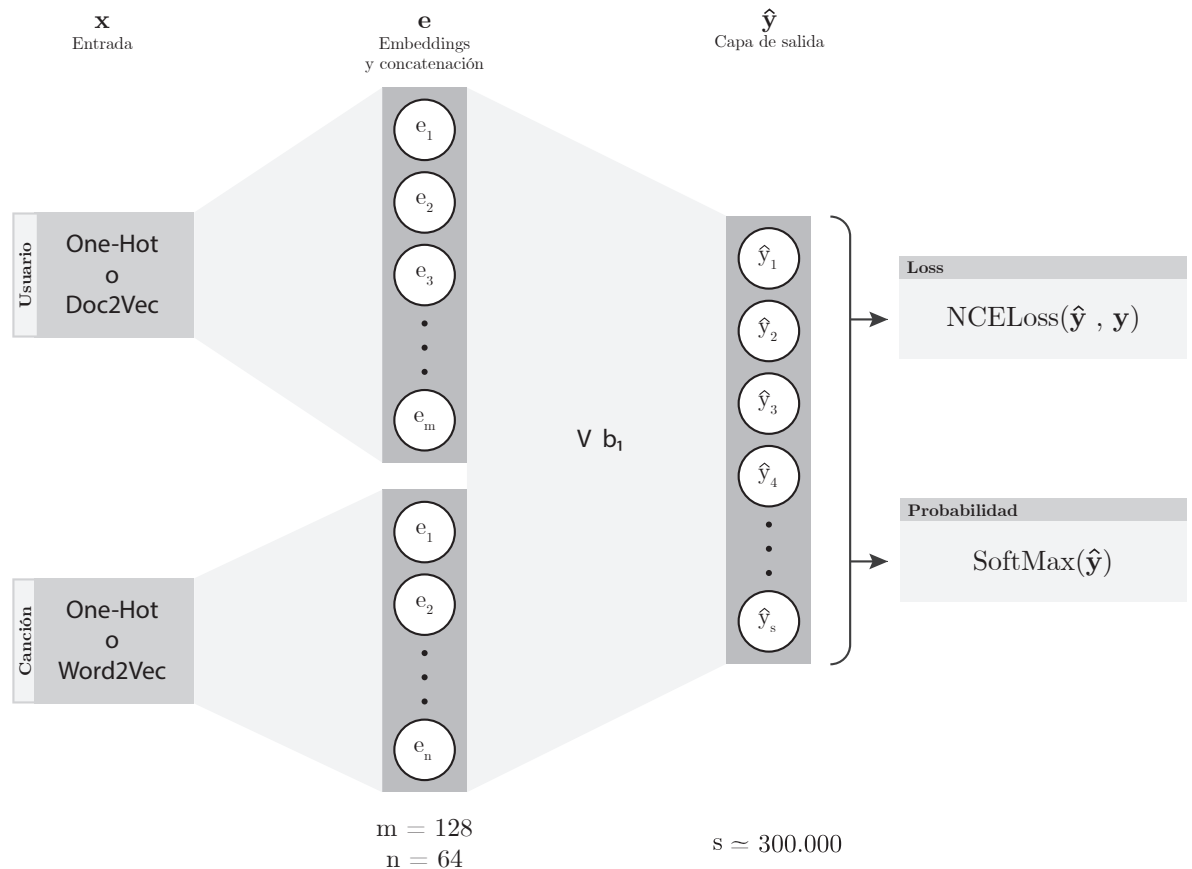 x
Entrada
e
Embeddings
y concatenación
ŷ
Capa de salida
Usuario
One-Hot
o
Doc2Vec
Canción
One-Hot
o
Word2Vec
e₁
e₂
e₃
eₘ
e₁
e₂
eₙ
V b₁
ŷ₁
ŷ₂
ŷ₃
ŷ₄
ŷₛ
Loss
NCELoss(ŷ , y)
Probabilidad
SoftMax(ŷ)
m = 128
n = 64
s ≃ 300.000